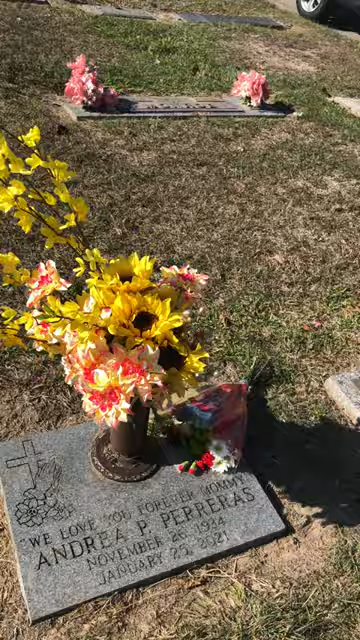 WE LOVE YOU FOREVER MOMMY
ANDREA P. PERRERAS
NOVEMBER 26, 1934
JANUARY 25, 2021